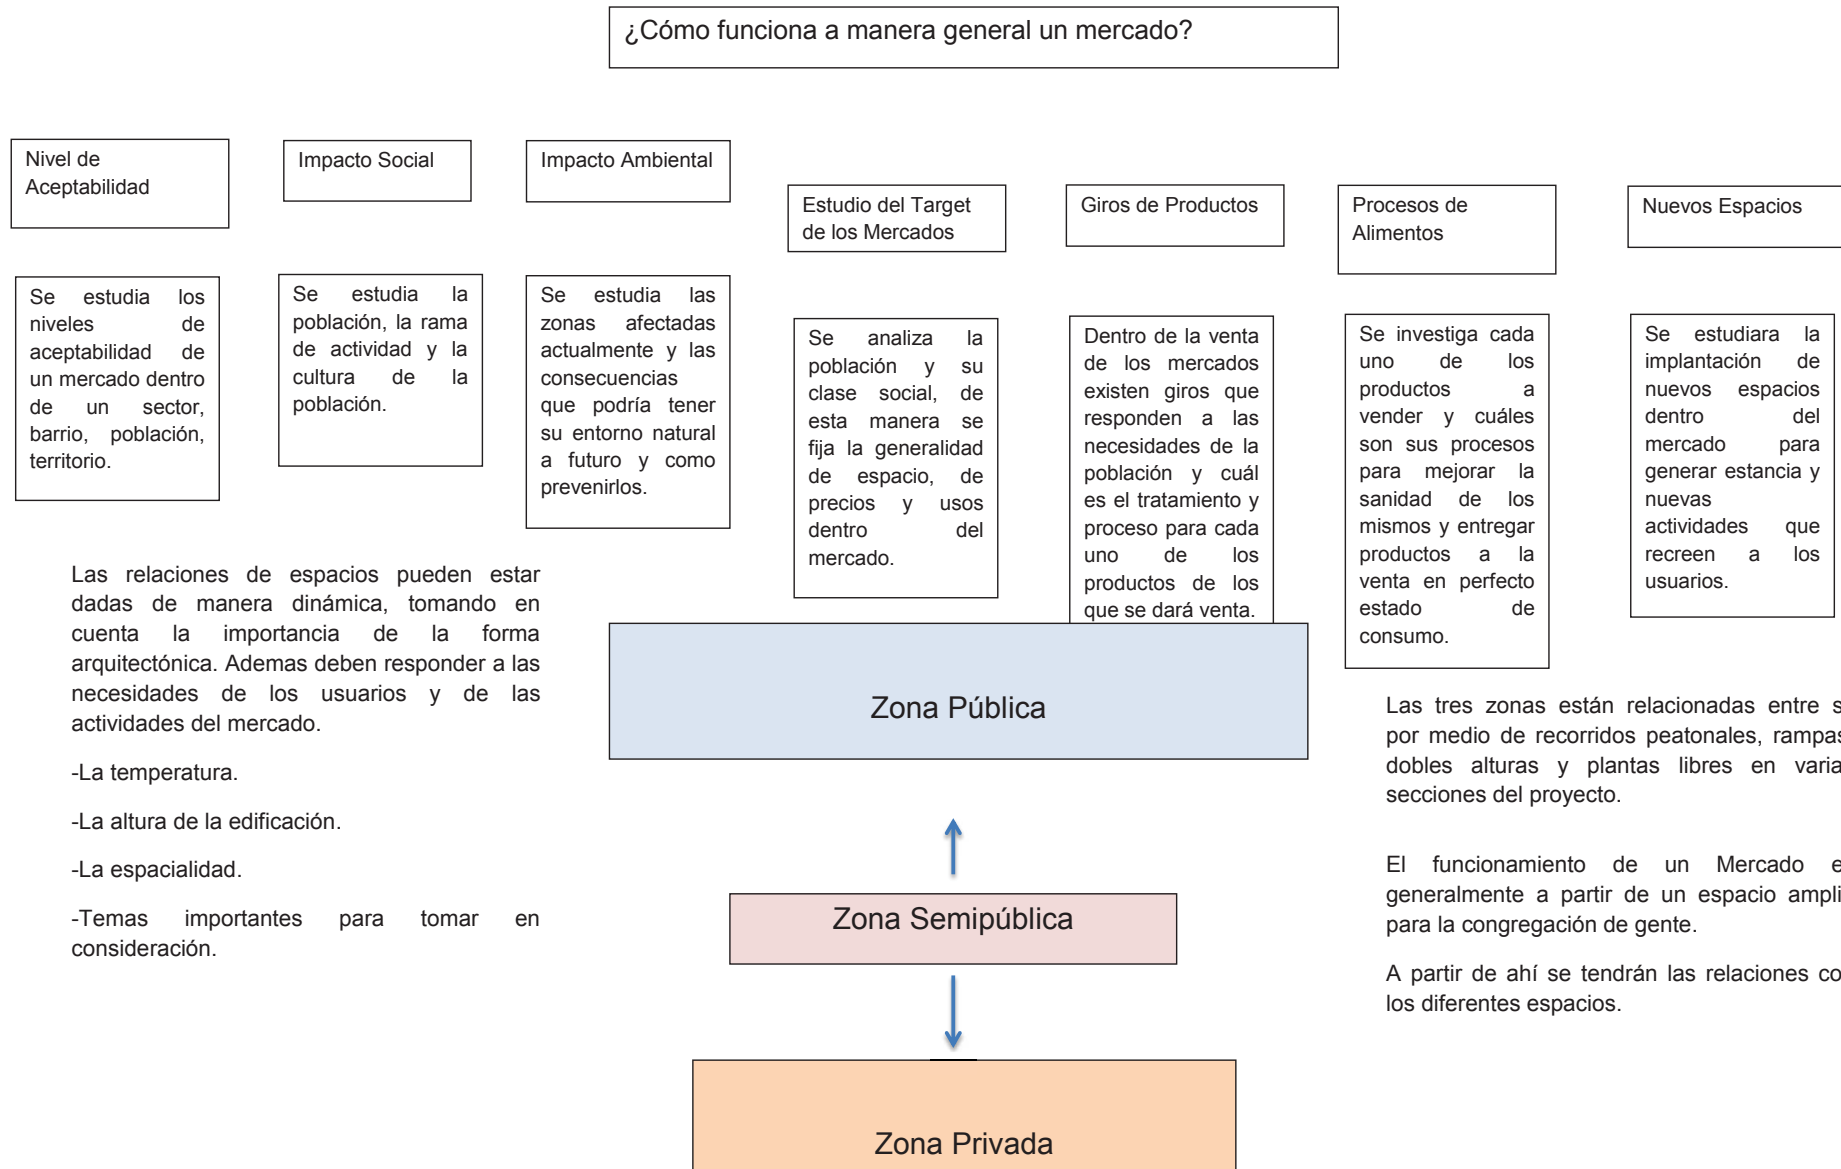 ¿Cómo funciona a manera general un mercado?
Nivel de
Aceptabilidad
Impacto Social
Impacto Ambiental
Estudio del Target
de los Mercados
Giros de Productos
Procesos de
Alimentos
Nuevos Espacios
Se estudia los
niveles de
aceptabilidad de
un mercado dentro
de un sector,
barrio, población,
territorio.
Se estudia la
población, la rama
de actividad y la
cultura de la
población.
Se estudia las
zonas afectadas
actualmente y las
consecuencias
que podría tener
su entorno natural
a futuro y como
prevenirlos.
Se analiza la
población y su
clase social, de
esta manera se
fija la generalidad
de espacio, de
precios y usos
dentro del
mercado.
Dentro de la venta
de los mercados
existen giros que
responden a las
necesidades de la
población y cuál
es el tratamiento y
proceso para cada
uno de los
productos de los
que se dará venta.
Se investiga cada
uno de los
productos a
vender y cuáles
son sus procesos
para mejorar la
sanidad de los
mismos y entregar
productos a la
venta en perfecto
estado de
consumo.
Se estudiara la
implantación de
nuevos espacios
dentro del
mercado para
generar estancia y
nuevas
actividades que
recreen a los
usuarios.
Las relaciones de espacios pueden estar
dadas de manera dinámica, tomando en
cuenta la importancia de la forma
arquitectónica. Ademas deben responder a las
necesidades de los usuarios y de las
actividades del mercado.
-La temperatura.
-La altura de la edificación.
-La espacialidad.
-Temas importantes para tomar en
consideración.
Zona Pública
Zona Semipública
Zona Privada
Las tres zonas están relacionadas entre s
por medio de recorridos peatonales, rampas
dobles alturas y plantas libres en varia
secciones del proyecto.
El funcionamiento de un Mercado e
generalmente a partir de un espacio ampli
para la congregación de gente.
A partir de ahí se tendrán las relaciones co
los diferentes espacios.